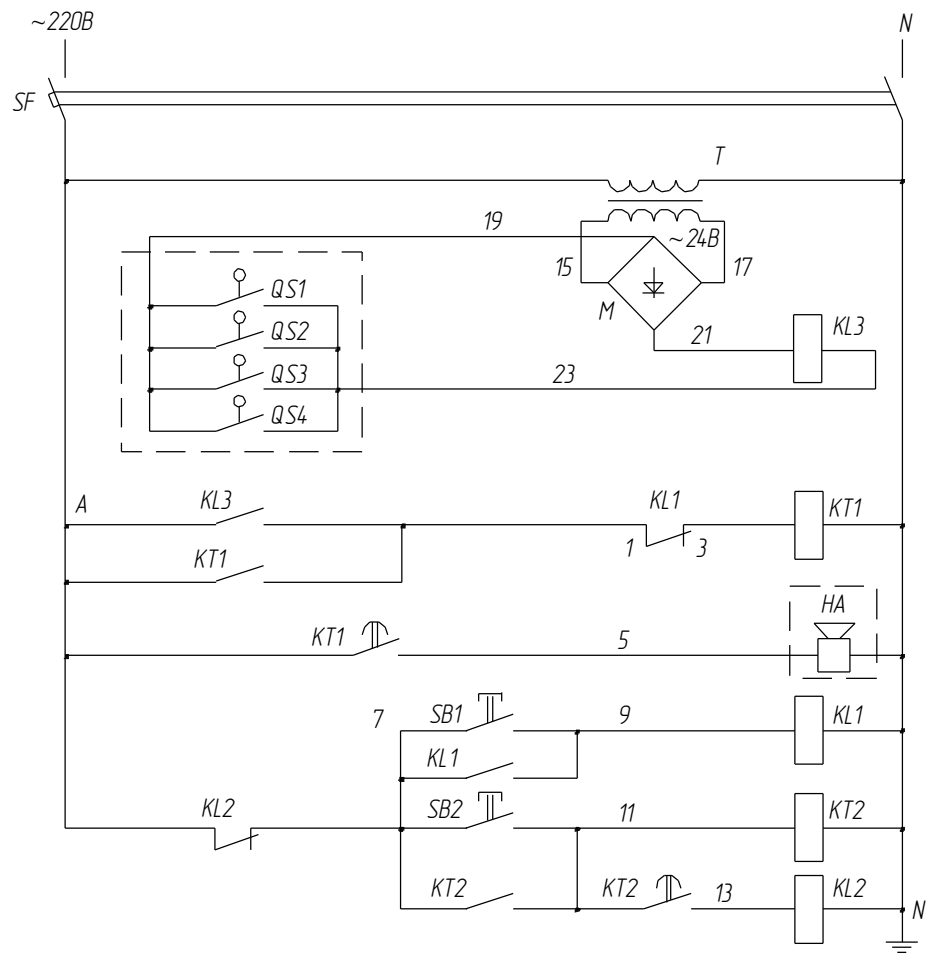 ~220В N
SF
T
19
~24В
15 17
QS1
M
QS2
21 KL3
QS3
23
QS4
A KL3 KL1 KT1
1 3
KT1
HA
KT1 5
7 SB1 9 KL1
KL1
KL2 SB2 11 KT2
KT2 KT2 13 KL2
N